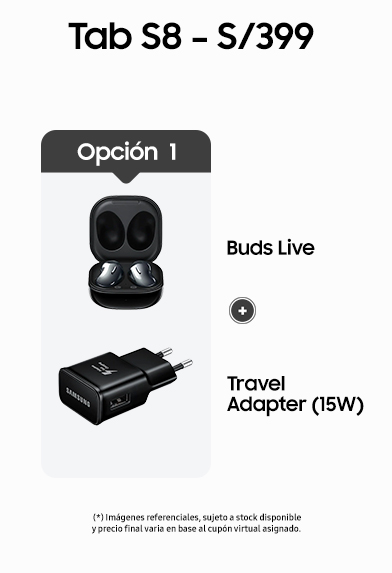 Tab S8 – S/399
Opción 1
Buds Live
+
SAMSUNG
Travel
Adapter (15W)
(*) Imágenes referenciales, sujeto a stock disponible
y precio final varia en base al cupón virtual asignado.